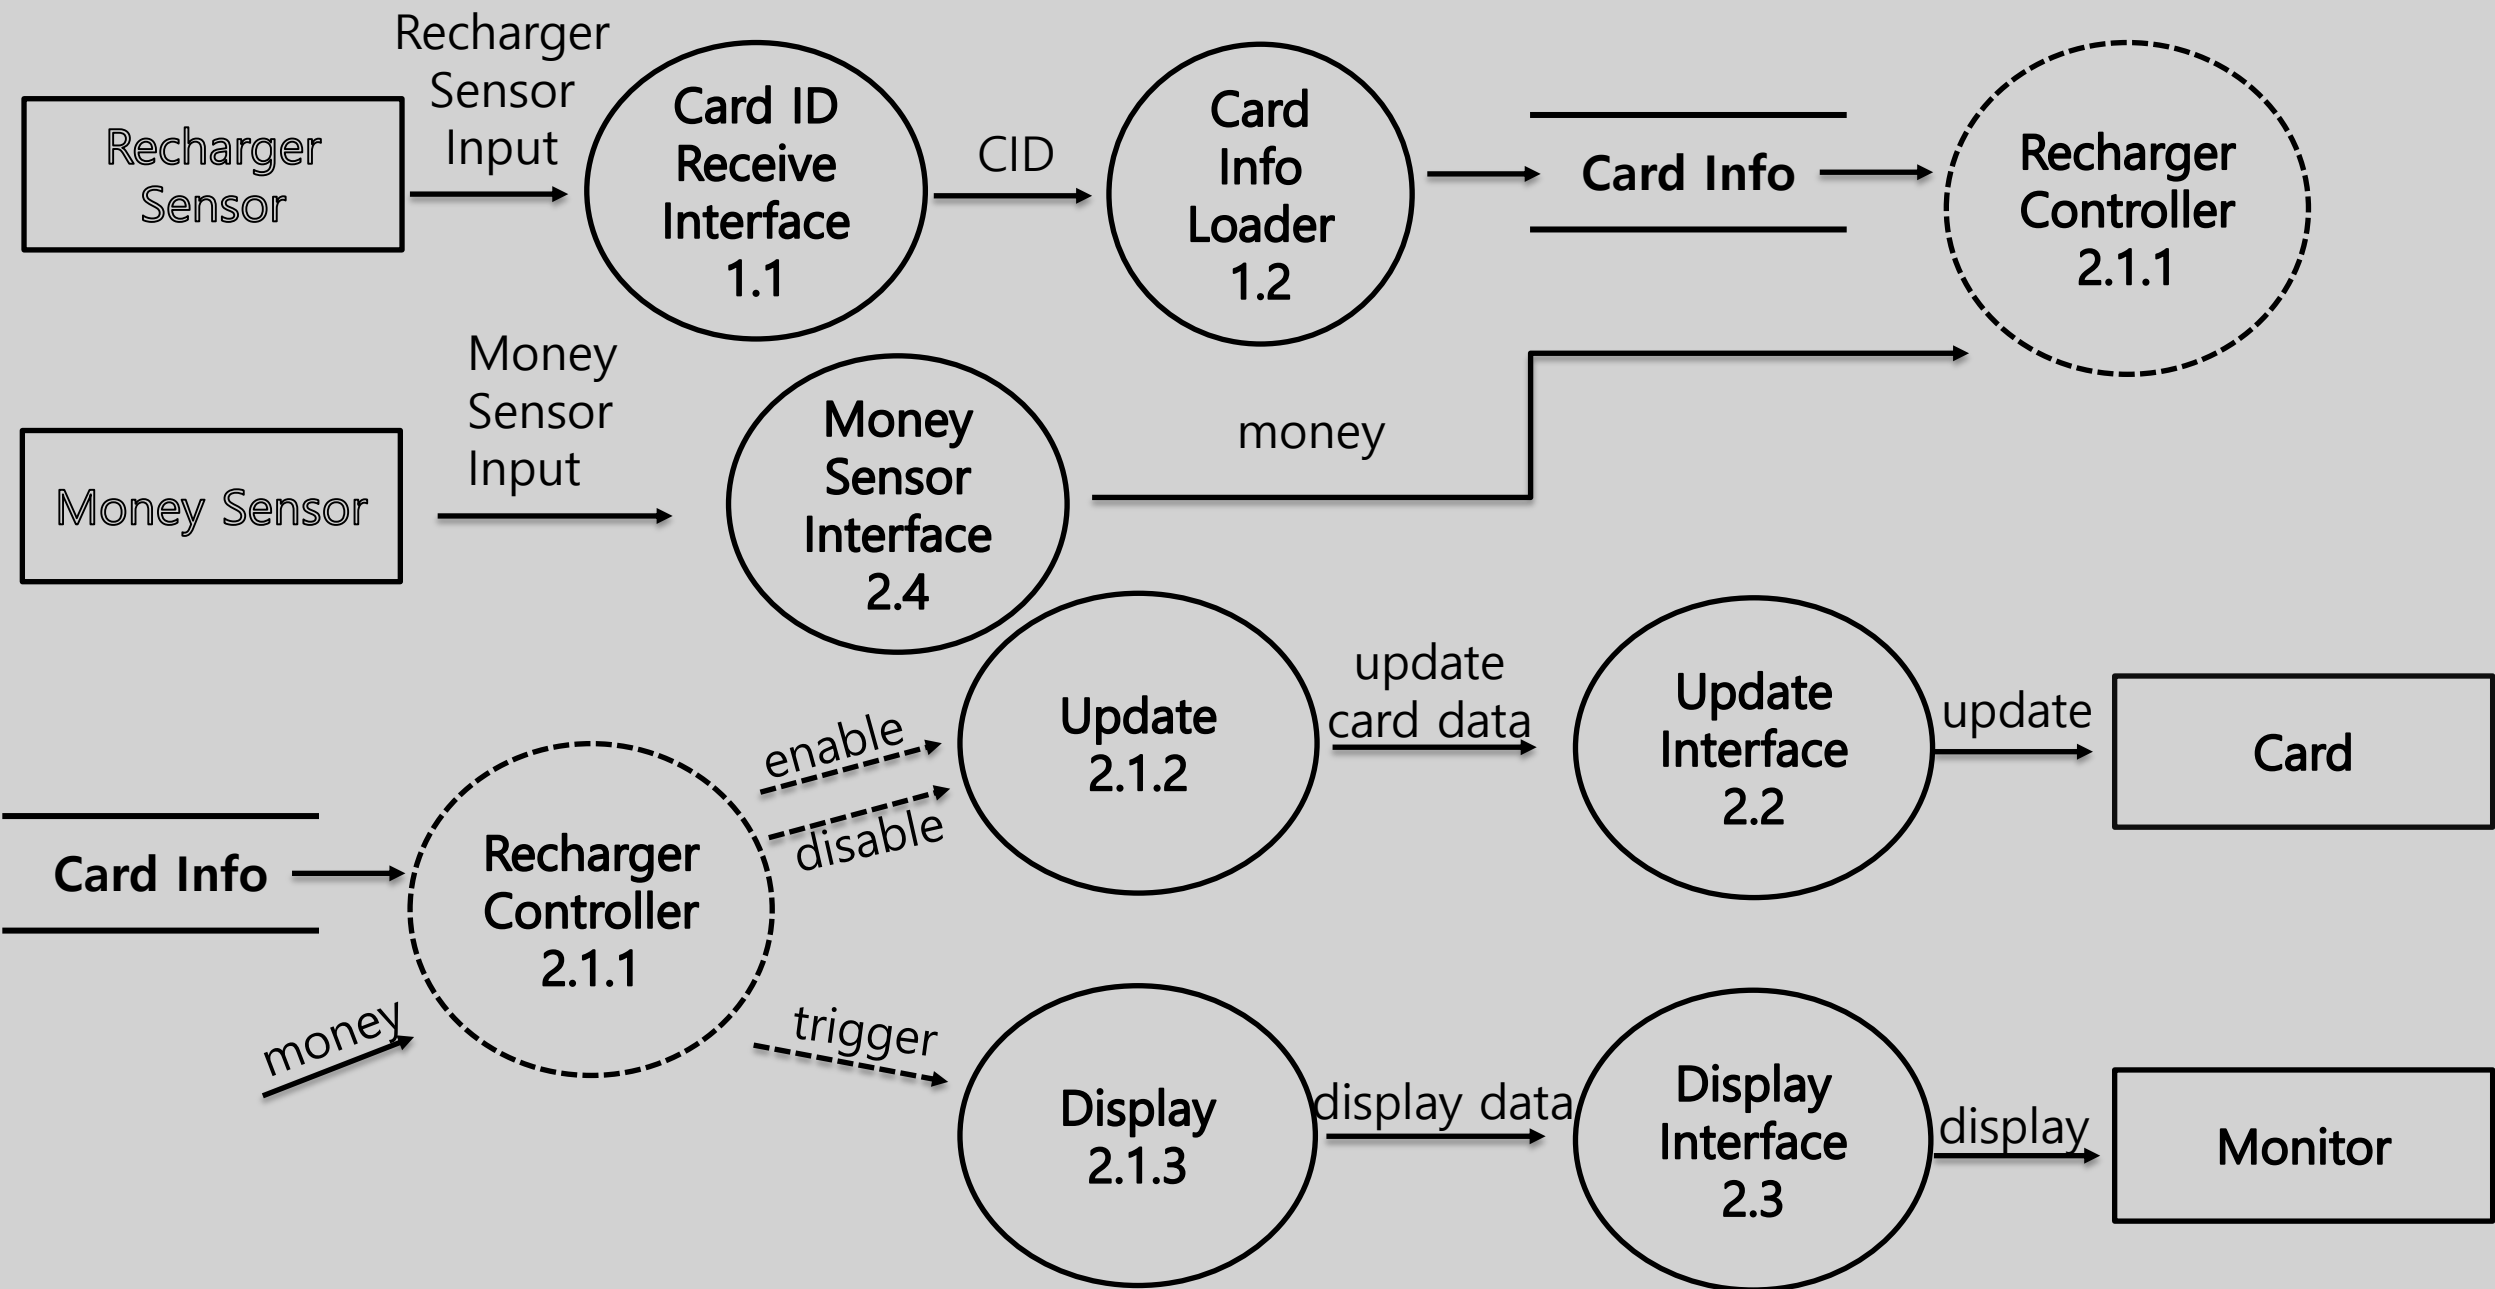 Recharger
Sensor
Recharger
Sensor
Input
Card ID
Receive
Interface
1.1
CID
Card
Info
Loader
1.2
Card Info
Recharger
Controller
2.1.1
Money Sensor
Money
Sensor
Input
Money
Sensor
Interface
2.4
money
Card Info
money
Recharger
Controller
2.1.1
enable
disable
trigger
Update
2.1.2
update
card data
Update
Interface
2.2
update
Card
Display
2.1.3
display data
Display
Interface
2.3
display
Monitor